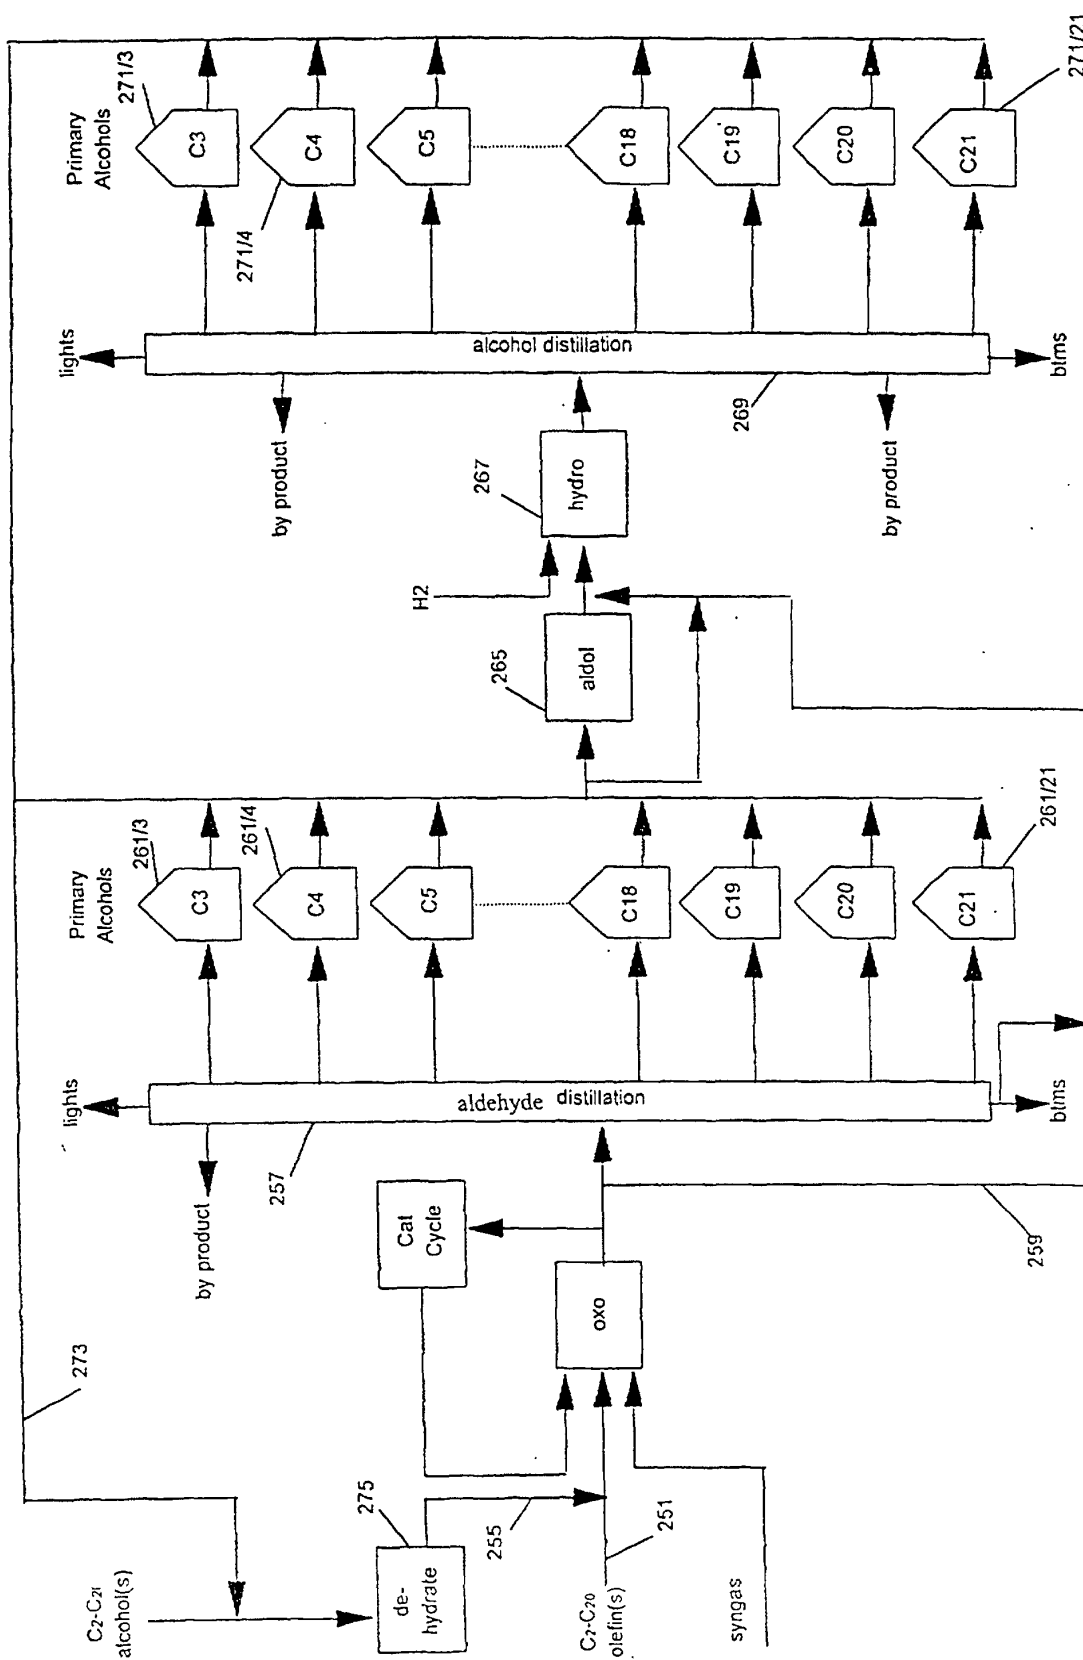 C₂-C₂₁
alcohol(s)
273
275
de-
hydrate
255
C₂-C₂₀
olefin(s)
251
syngas
Cat
Cycle
oxo
259
lights
by product
257
aldehyde distillation
btms
Primary
Alcohols
261/3
C3
261/4
C4
C5
C18
C19
C20
C21
261/21
265
aldol
H2
267
hydro
lights
by product
alcohol distillation
269
by product
btms
Primary
Alcohols
271/3
C3
271/4
C4
C5
C18
C19
C20
C21
271/21